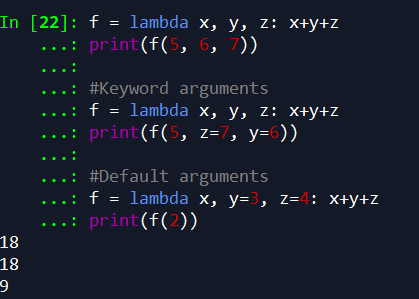 In [22]: f = lambda x, y, z: x+y+z
...: print(f(5, 6, 7))
...:
...: #Keyword arguments
...: f = lambda x, y, z: x+y+z
...: print(f(5, z=7, y=6))
...:
...: #Default arguments
...: f = lambda x, y=3, z=4: x+y+z
...: print(f(2))
18
18
9